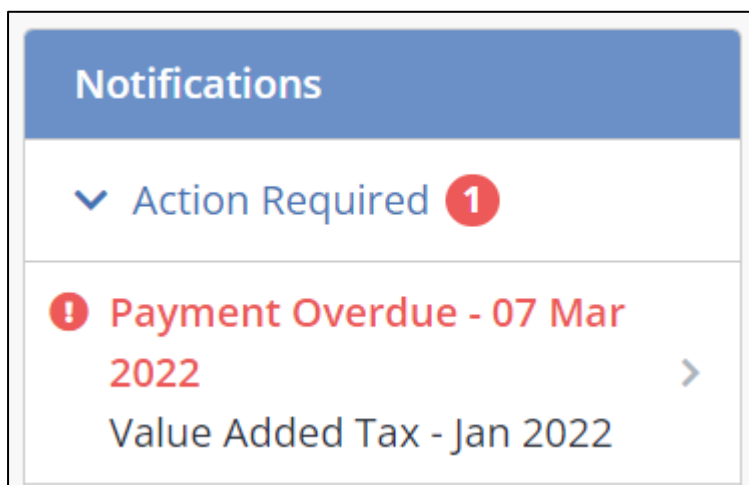 Notifications
Action Required 1
Payment Overdue - 07 Mar
2022
Value Added Tax - Jan 2022